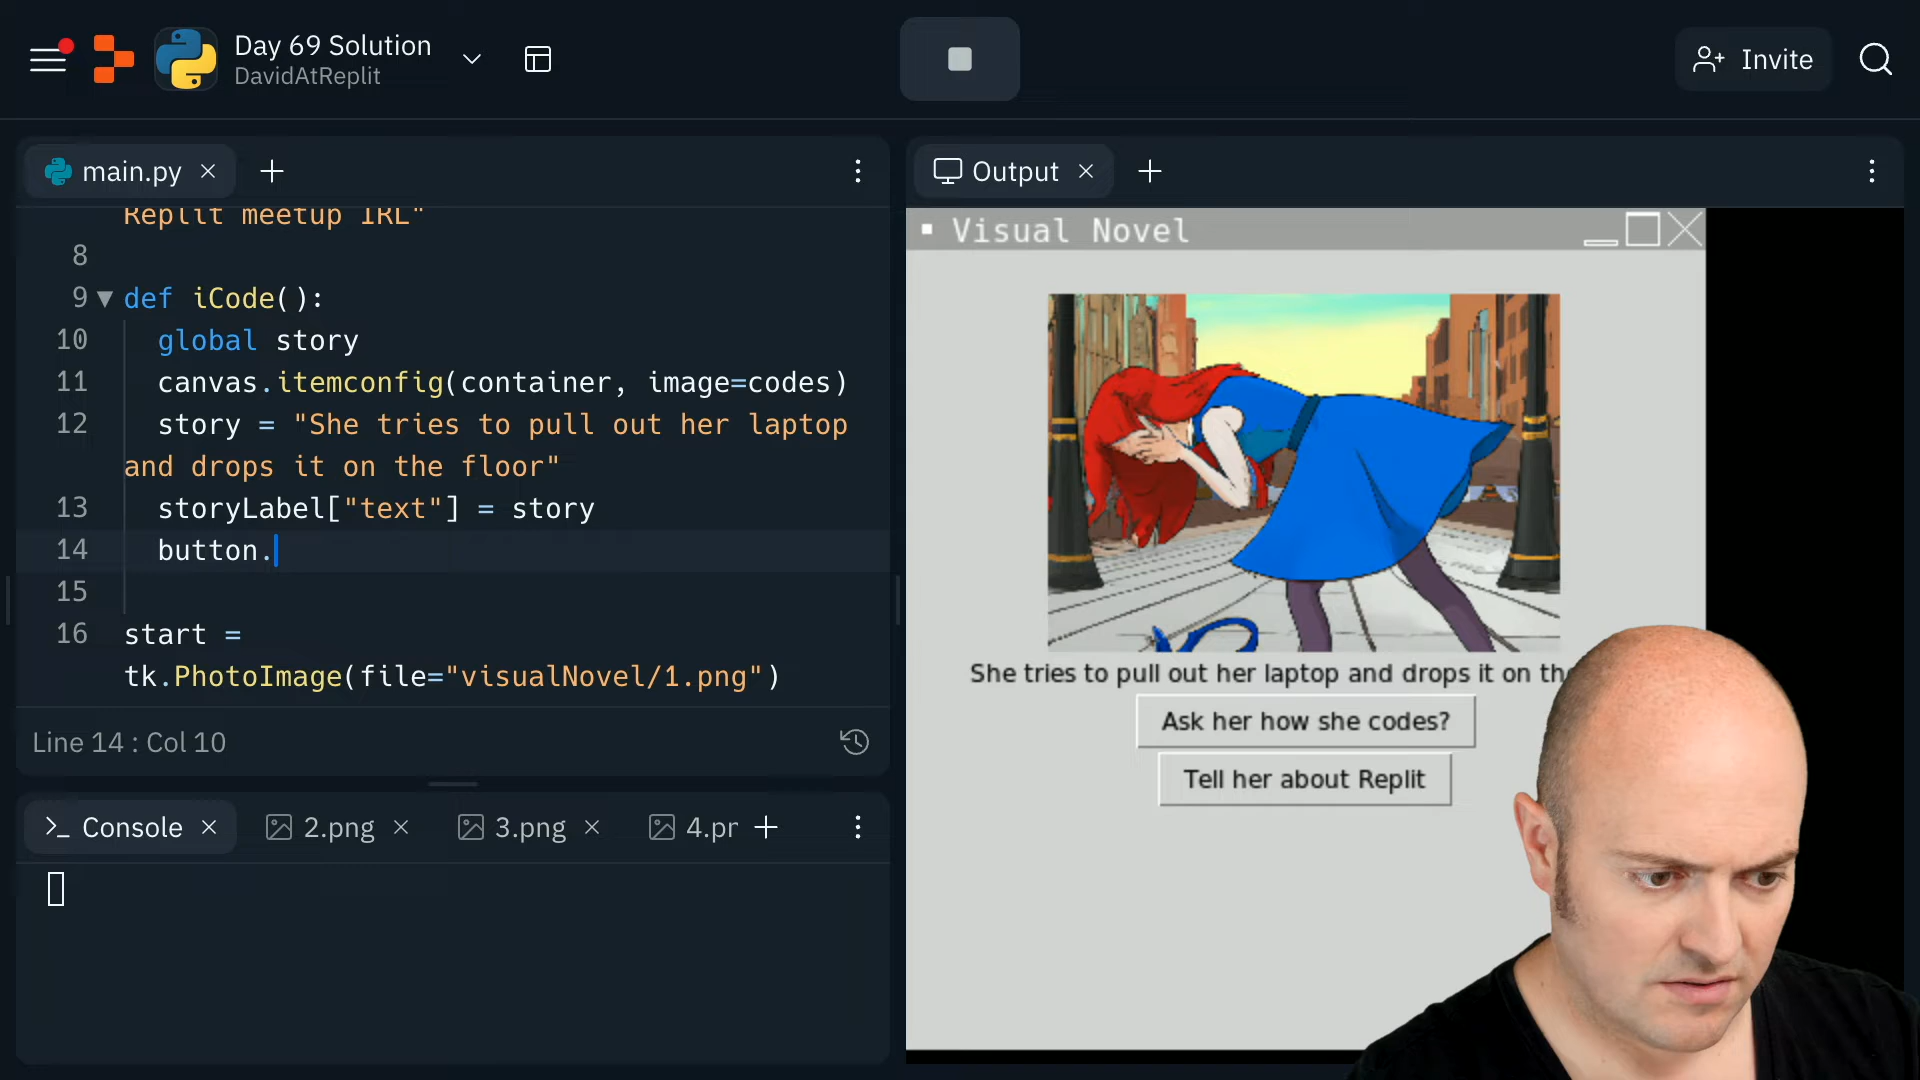 Day 69 Solution
DavidAtReplit
Invite
main.py
Output
Replit meetup IRL"
8
9 def iCode():
10 global story
11 canvas.itemconfig(container, image=codes)
12 story = "She tries to pull out her laptop
and drops it on the floor"
13 storyLabel["text"] = story
14 button.
15
16 start =
tk.PhotoImage(file="visualNovel/1.png")
Line 14 : Col 10
Console
2.png
3.png
4.pr
Visual Novel
She tries to pull out her laptop and drops it on th
Ask her how she codes?
Tell her about Replit